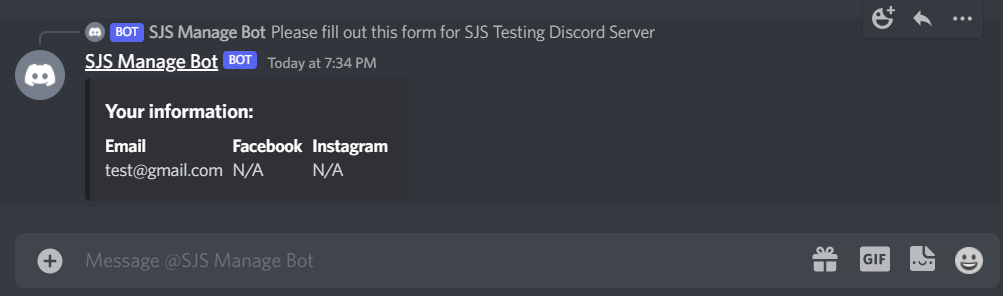 BOT SJS Manage Bot Please fill out this form for SJS Testing Discord Server
SJS Manage Bot BOT Today at 7:34 PM
Your information:
Email Facebook Instagram
test@gmail.com N/A N/A
Message @SJS Manage Bot GIF